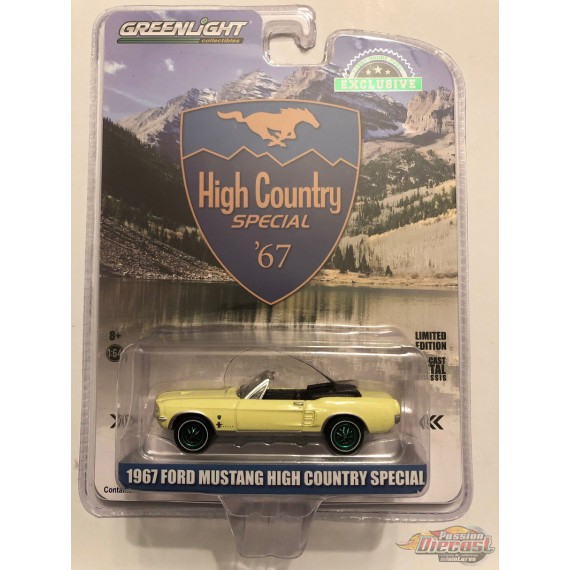 GREENLIGHT
collectibles
EXCLUSIVE
High Country
SPECIAL
'67
8+
1:64
LIMITED
EDITION
1967 FORD MUSTANG HIGH COUNTRY SPECIAL
Passion
Diecast
miniatures